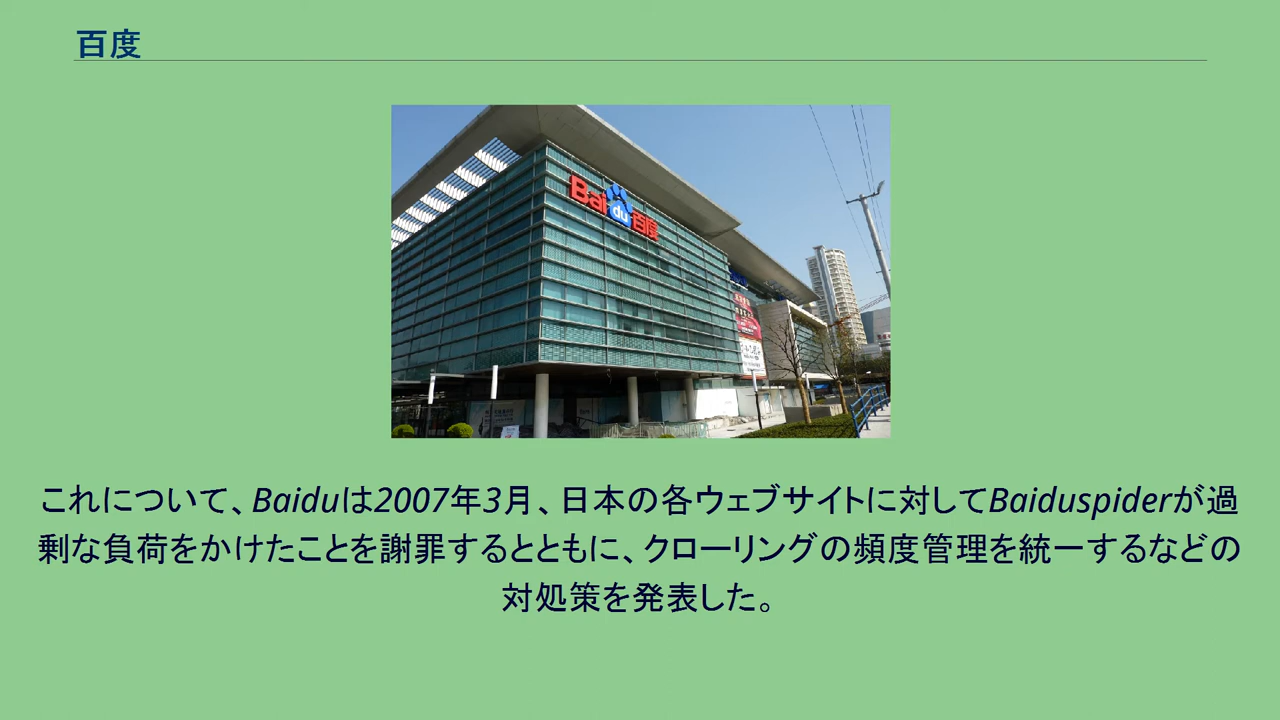 百度
Baidu百度
これについて、Baiduは2007年3月、日本の各ウェブサイトに対してBaiduspiderが過
剰な負荷をかけたことを謝罪するとともに、クローリングの頻度管理を統一するなどの
対処策を発表した。